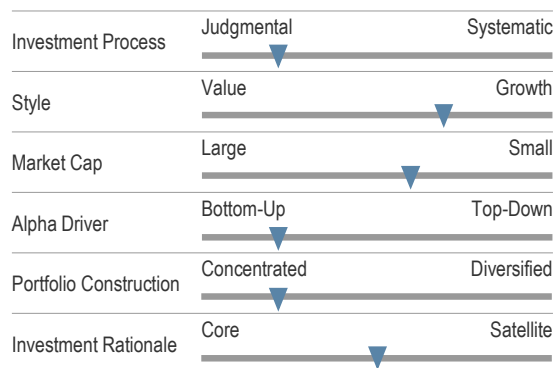 Investment Process Judgmental Systematic
Style Value Growth
Market Cap Large Small
Alpha Driver Bottom-Up Top-Down
Portfolio Construction Concentrated Diversified
Investment Rationale Core Satellite